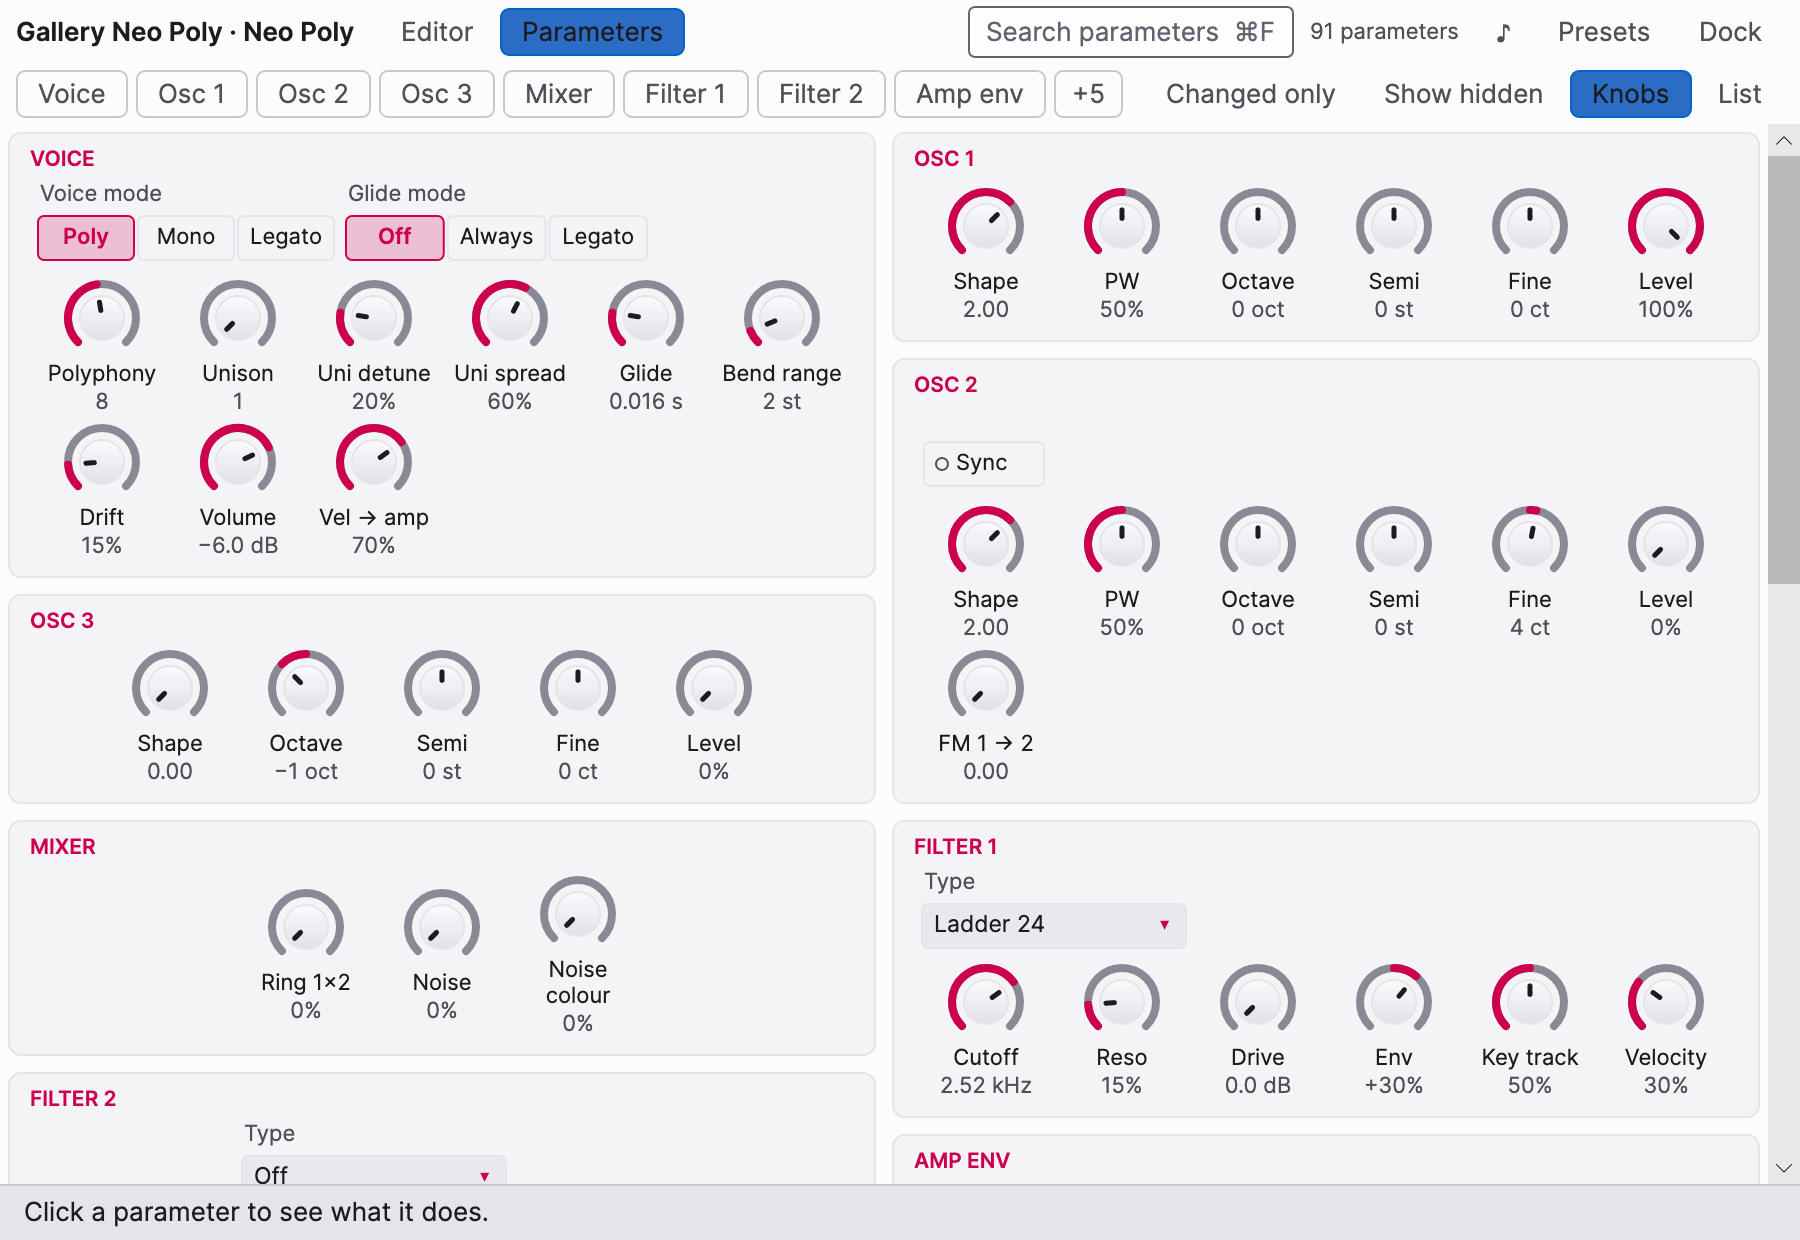 Gallery Neo Poly · Neo Poly Editor Parameters Search parameters ⌘F 91 parameters ♪ Presets Dock
Voice Osc 1 Osc 2 Osc 3 Mixer Filter 1 Filter 2 Amp env +5 Changed only Show hidden Knobs List
VOICE
Voice mode Glide mode
Poly Mono Legato Off Always Legato
Polyphony Unison Uni detune Uni spread Glide Bend range
8 1 20% 60% 0.016 s 2 st
Drift Volume Vel → amp
15% −6.0 dB 70%
OSC 1
Shape PW Octave Semi Fine Level
2.00 50% 0 oct 0 st 0 ct 100%
OSC 2
Sync
Shape PW Octave Semi Fine Level
2.00 50% 0 oct 0 st 4 ct 0%
FM 1 → 2
0.00
OSC 3
Shape Octave Semi Fine Level
0.00 −1 oct 0 st 0 ct 0%
MIXER
Ring 1×2 Noise Noise colour
0% 0% 0%
FILTER 1
Type
Ladder 24
Cutoff Reso Drive Env Key track Velocity
2.52 kHz 15% 0.0 dB +30% 50% 30%
FILTER 2
Type
Off
AMP ENV
Click a parameter to see what it does.